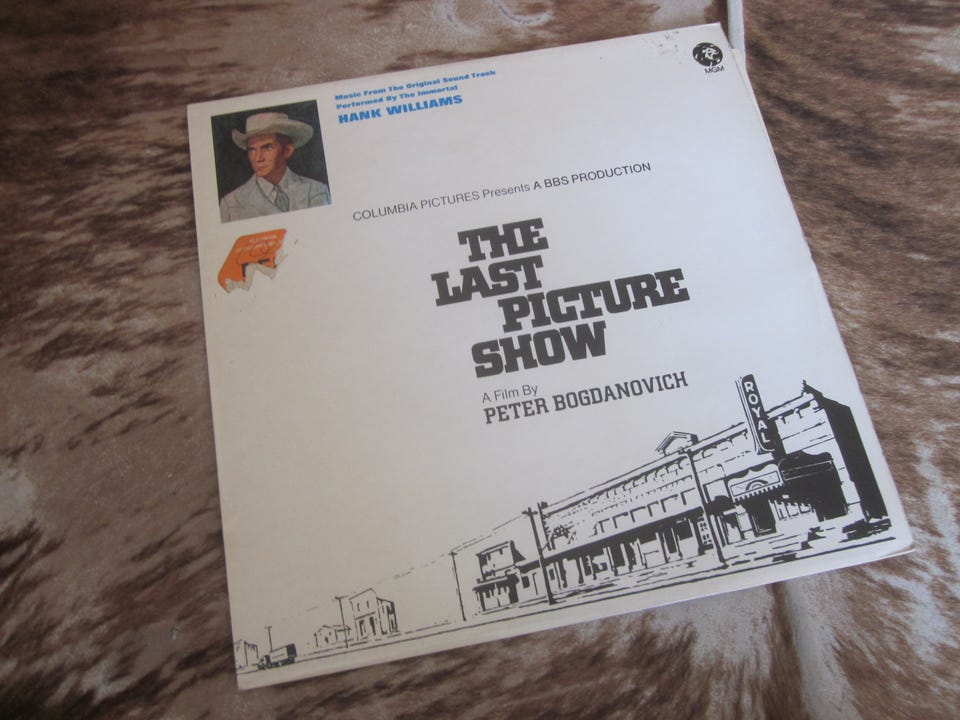 Music From The Original Sound Track
Performed By The Immortal
HANK WILLIAMS
MGM
COLUMBIA PICTURES Presents A BBS PRODUCTION
THE
LAST
PICTURE
SHOW
A Film By
PETER BOGDANOVICH
ROYAL